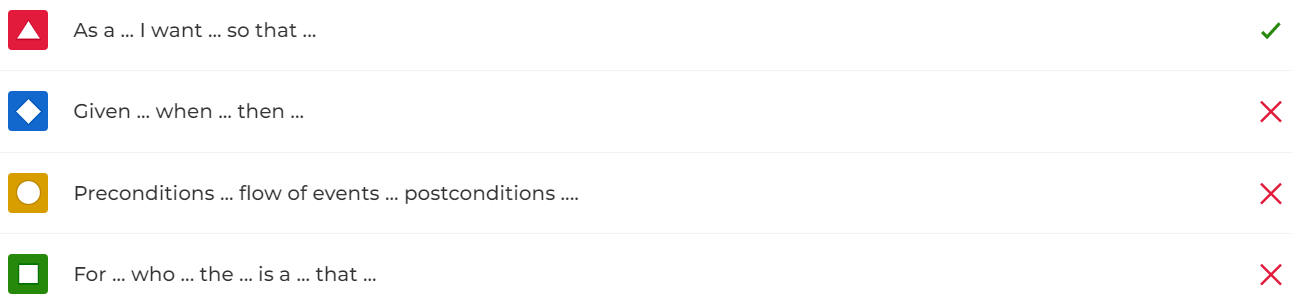 As a ... I want ... so that ...
Given ... when ... then ...
Preconditions ... flow of events ... postconditions ....
For ... who ... the ... is a ... that ...